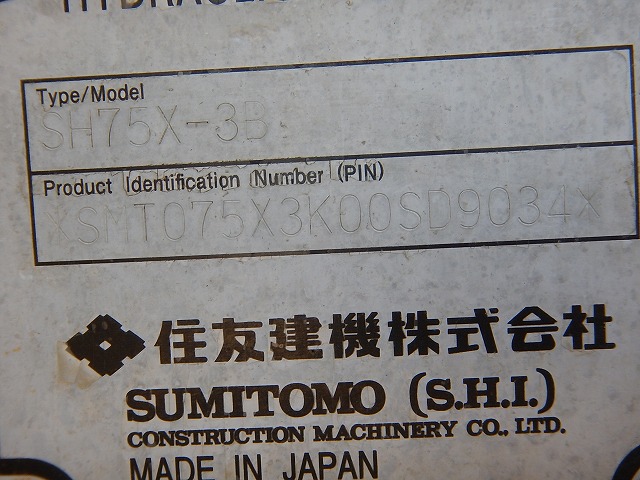 Type/Model
SH75X-3B
Product Identification Number (PIN)
*SMT075X3K00SD9034*
住友建機株式会社
SUMITOMO (S.H.I.)
CONSTRUCTION MACHINERY CO., LTD.
MADE IN JAPAN